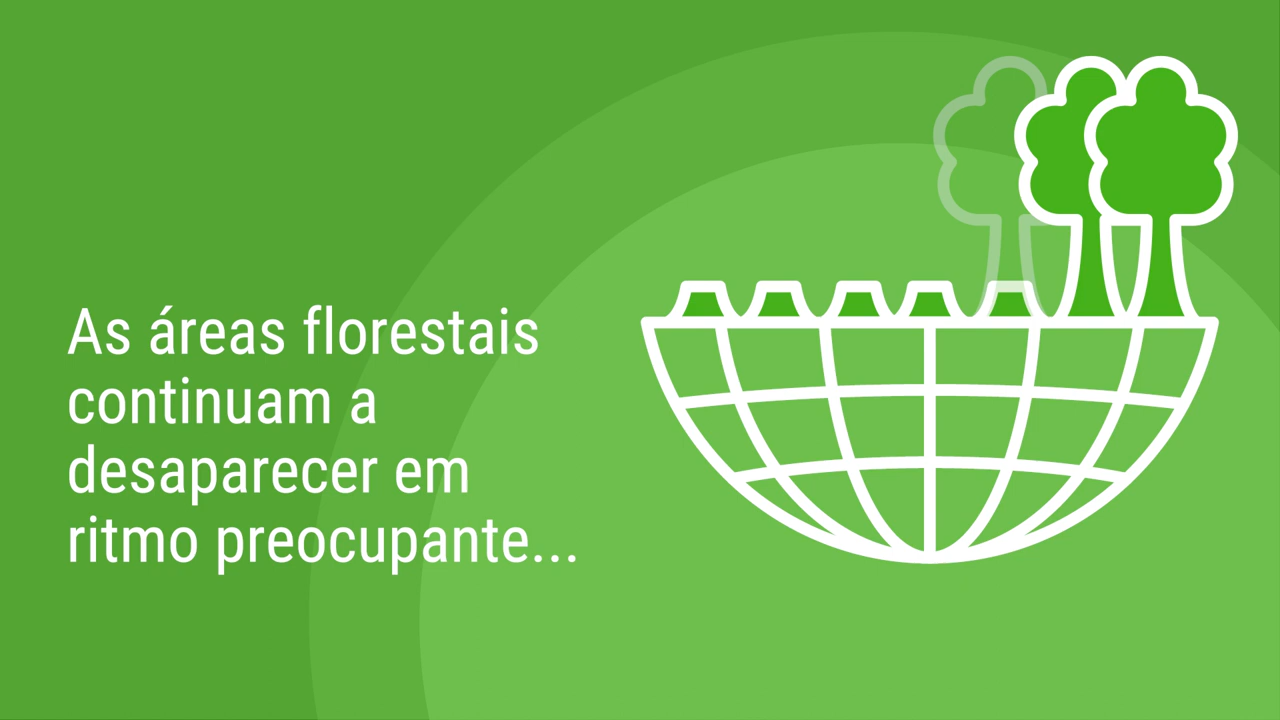 As áreas florestais
continuam a
desaparecer em
ritmo preocupante...